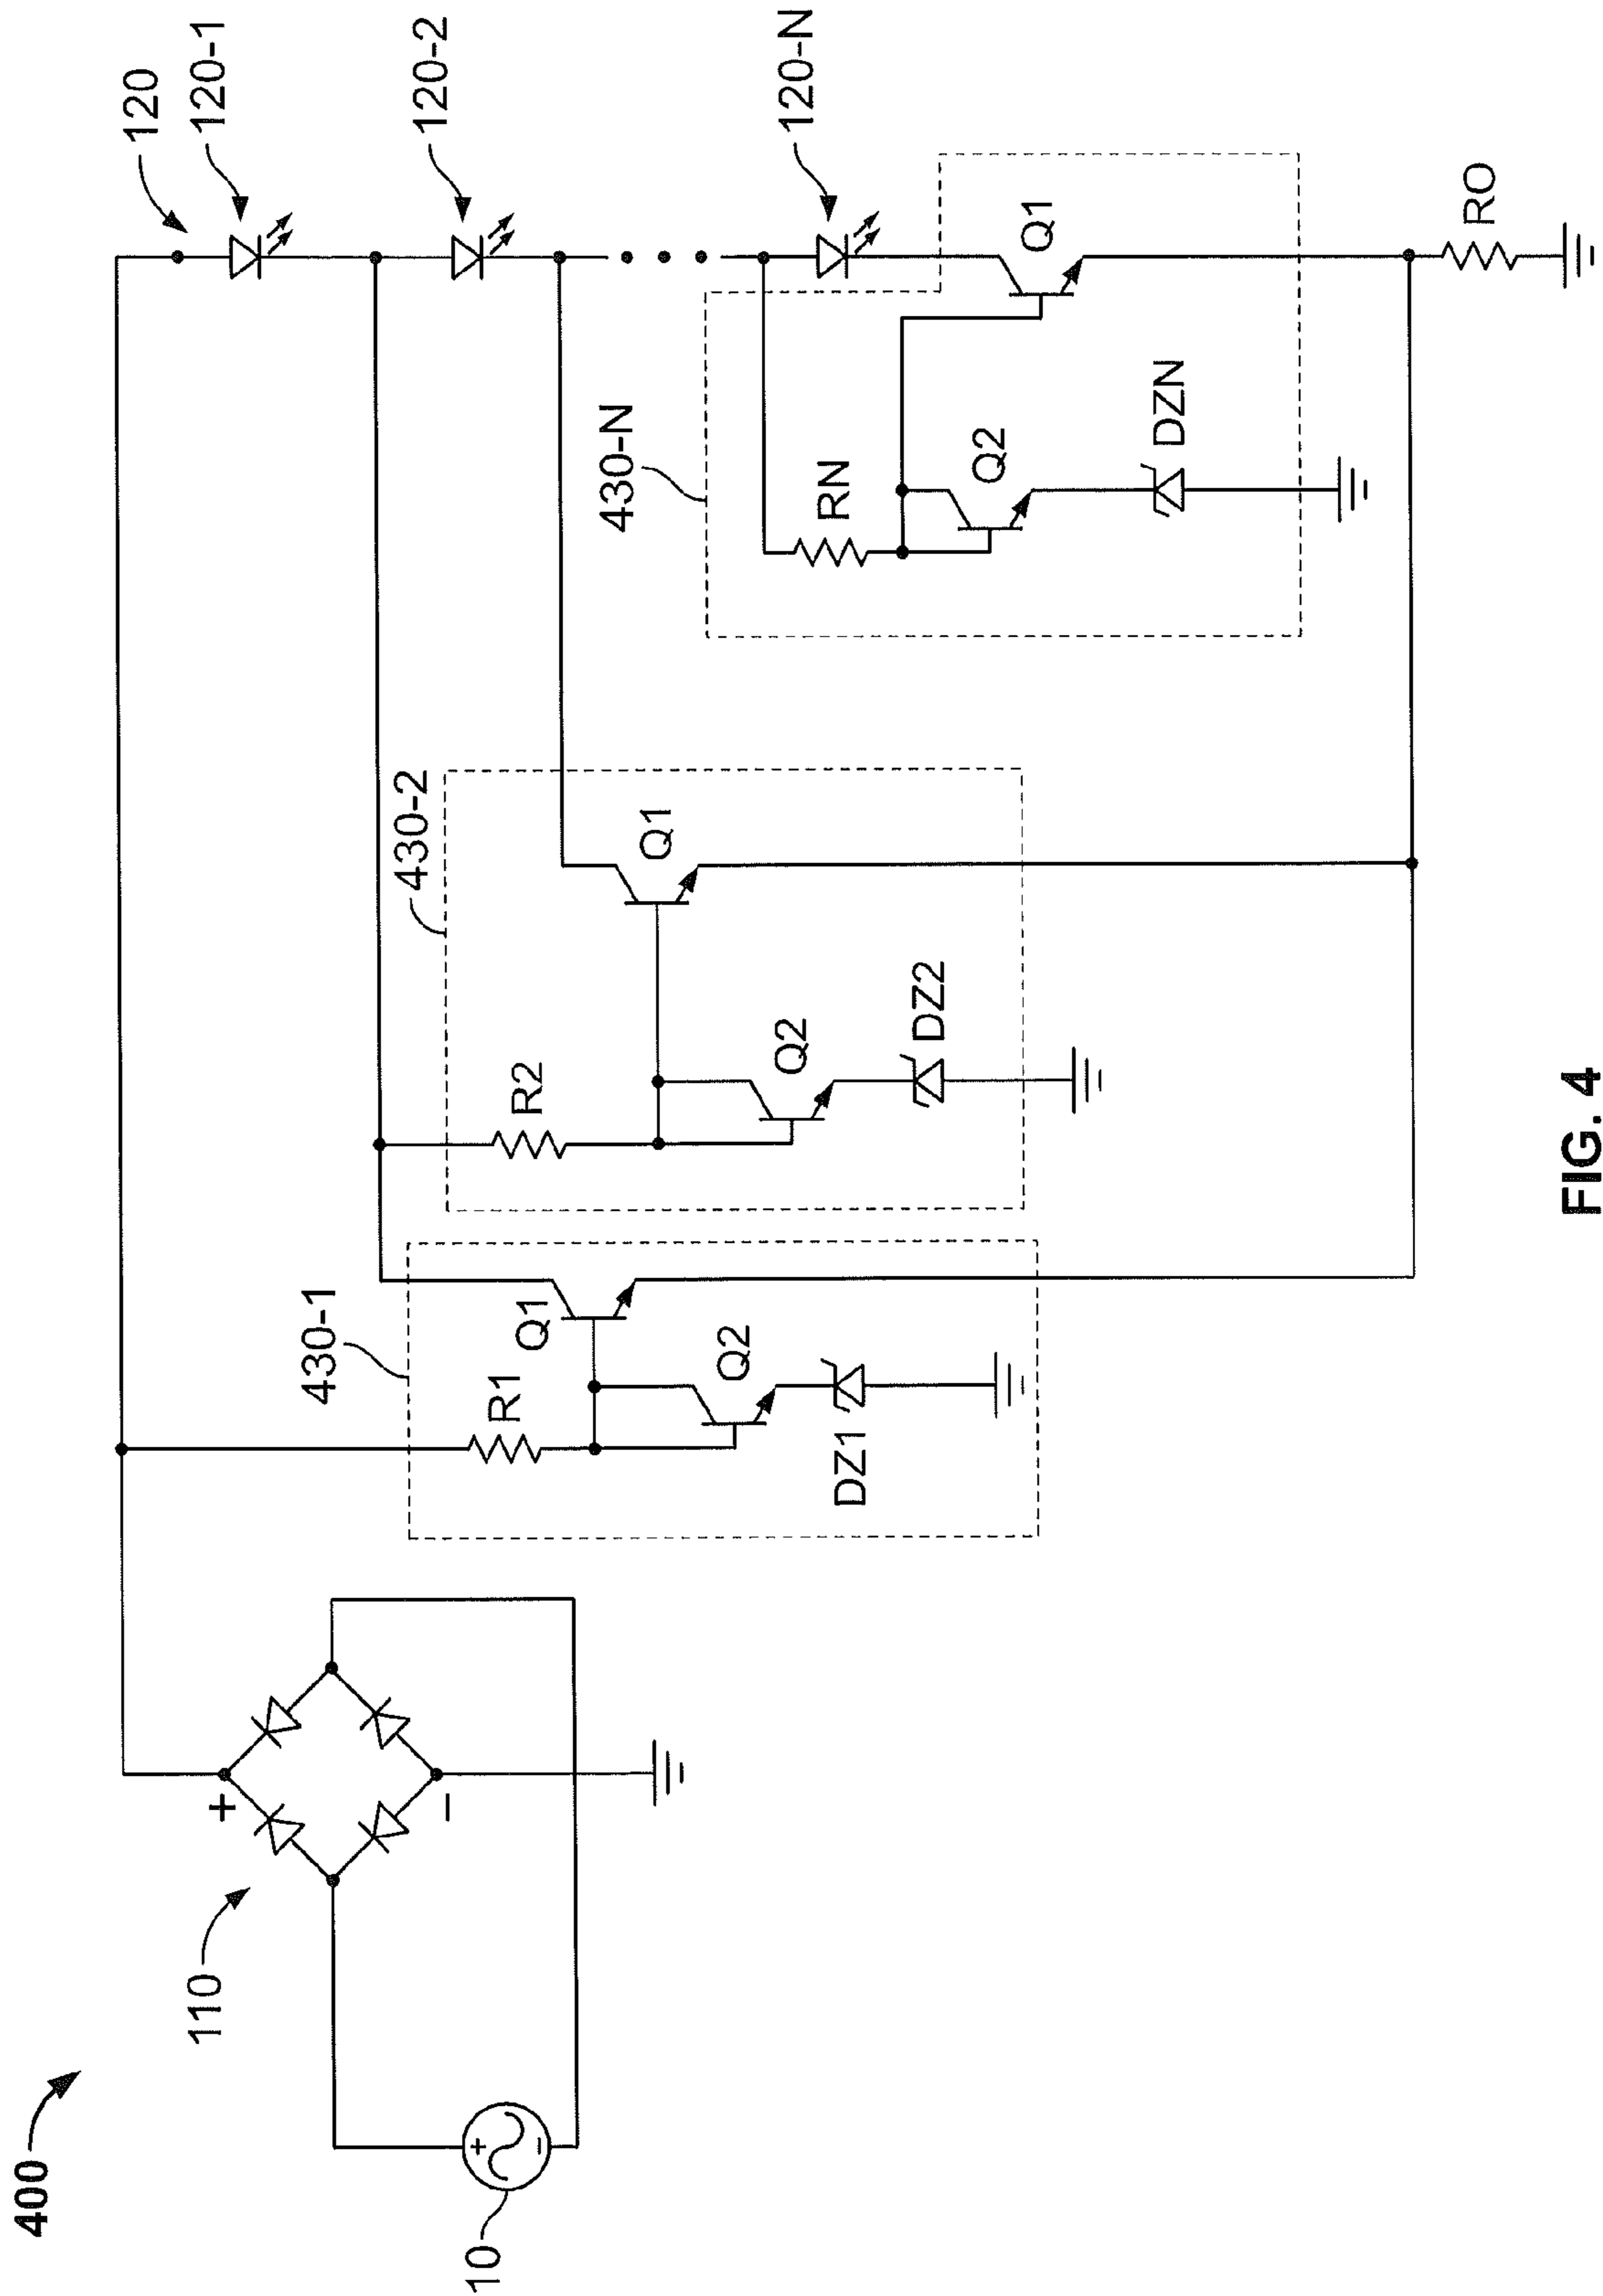 400
10
110
+
−
+
−
430-1
R1
Q1
Q2
DZ1
430-2
R2
Q1
Q2
DZ2
430-N
RN
Q1
Q2
DZN
120
120-1
120-2
120-N
RO
FIG. 4